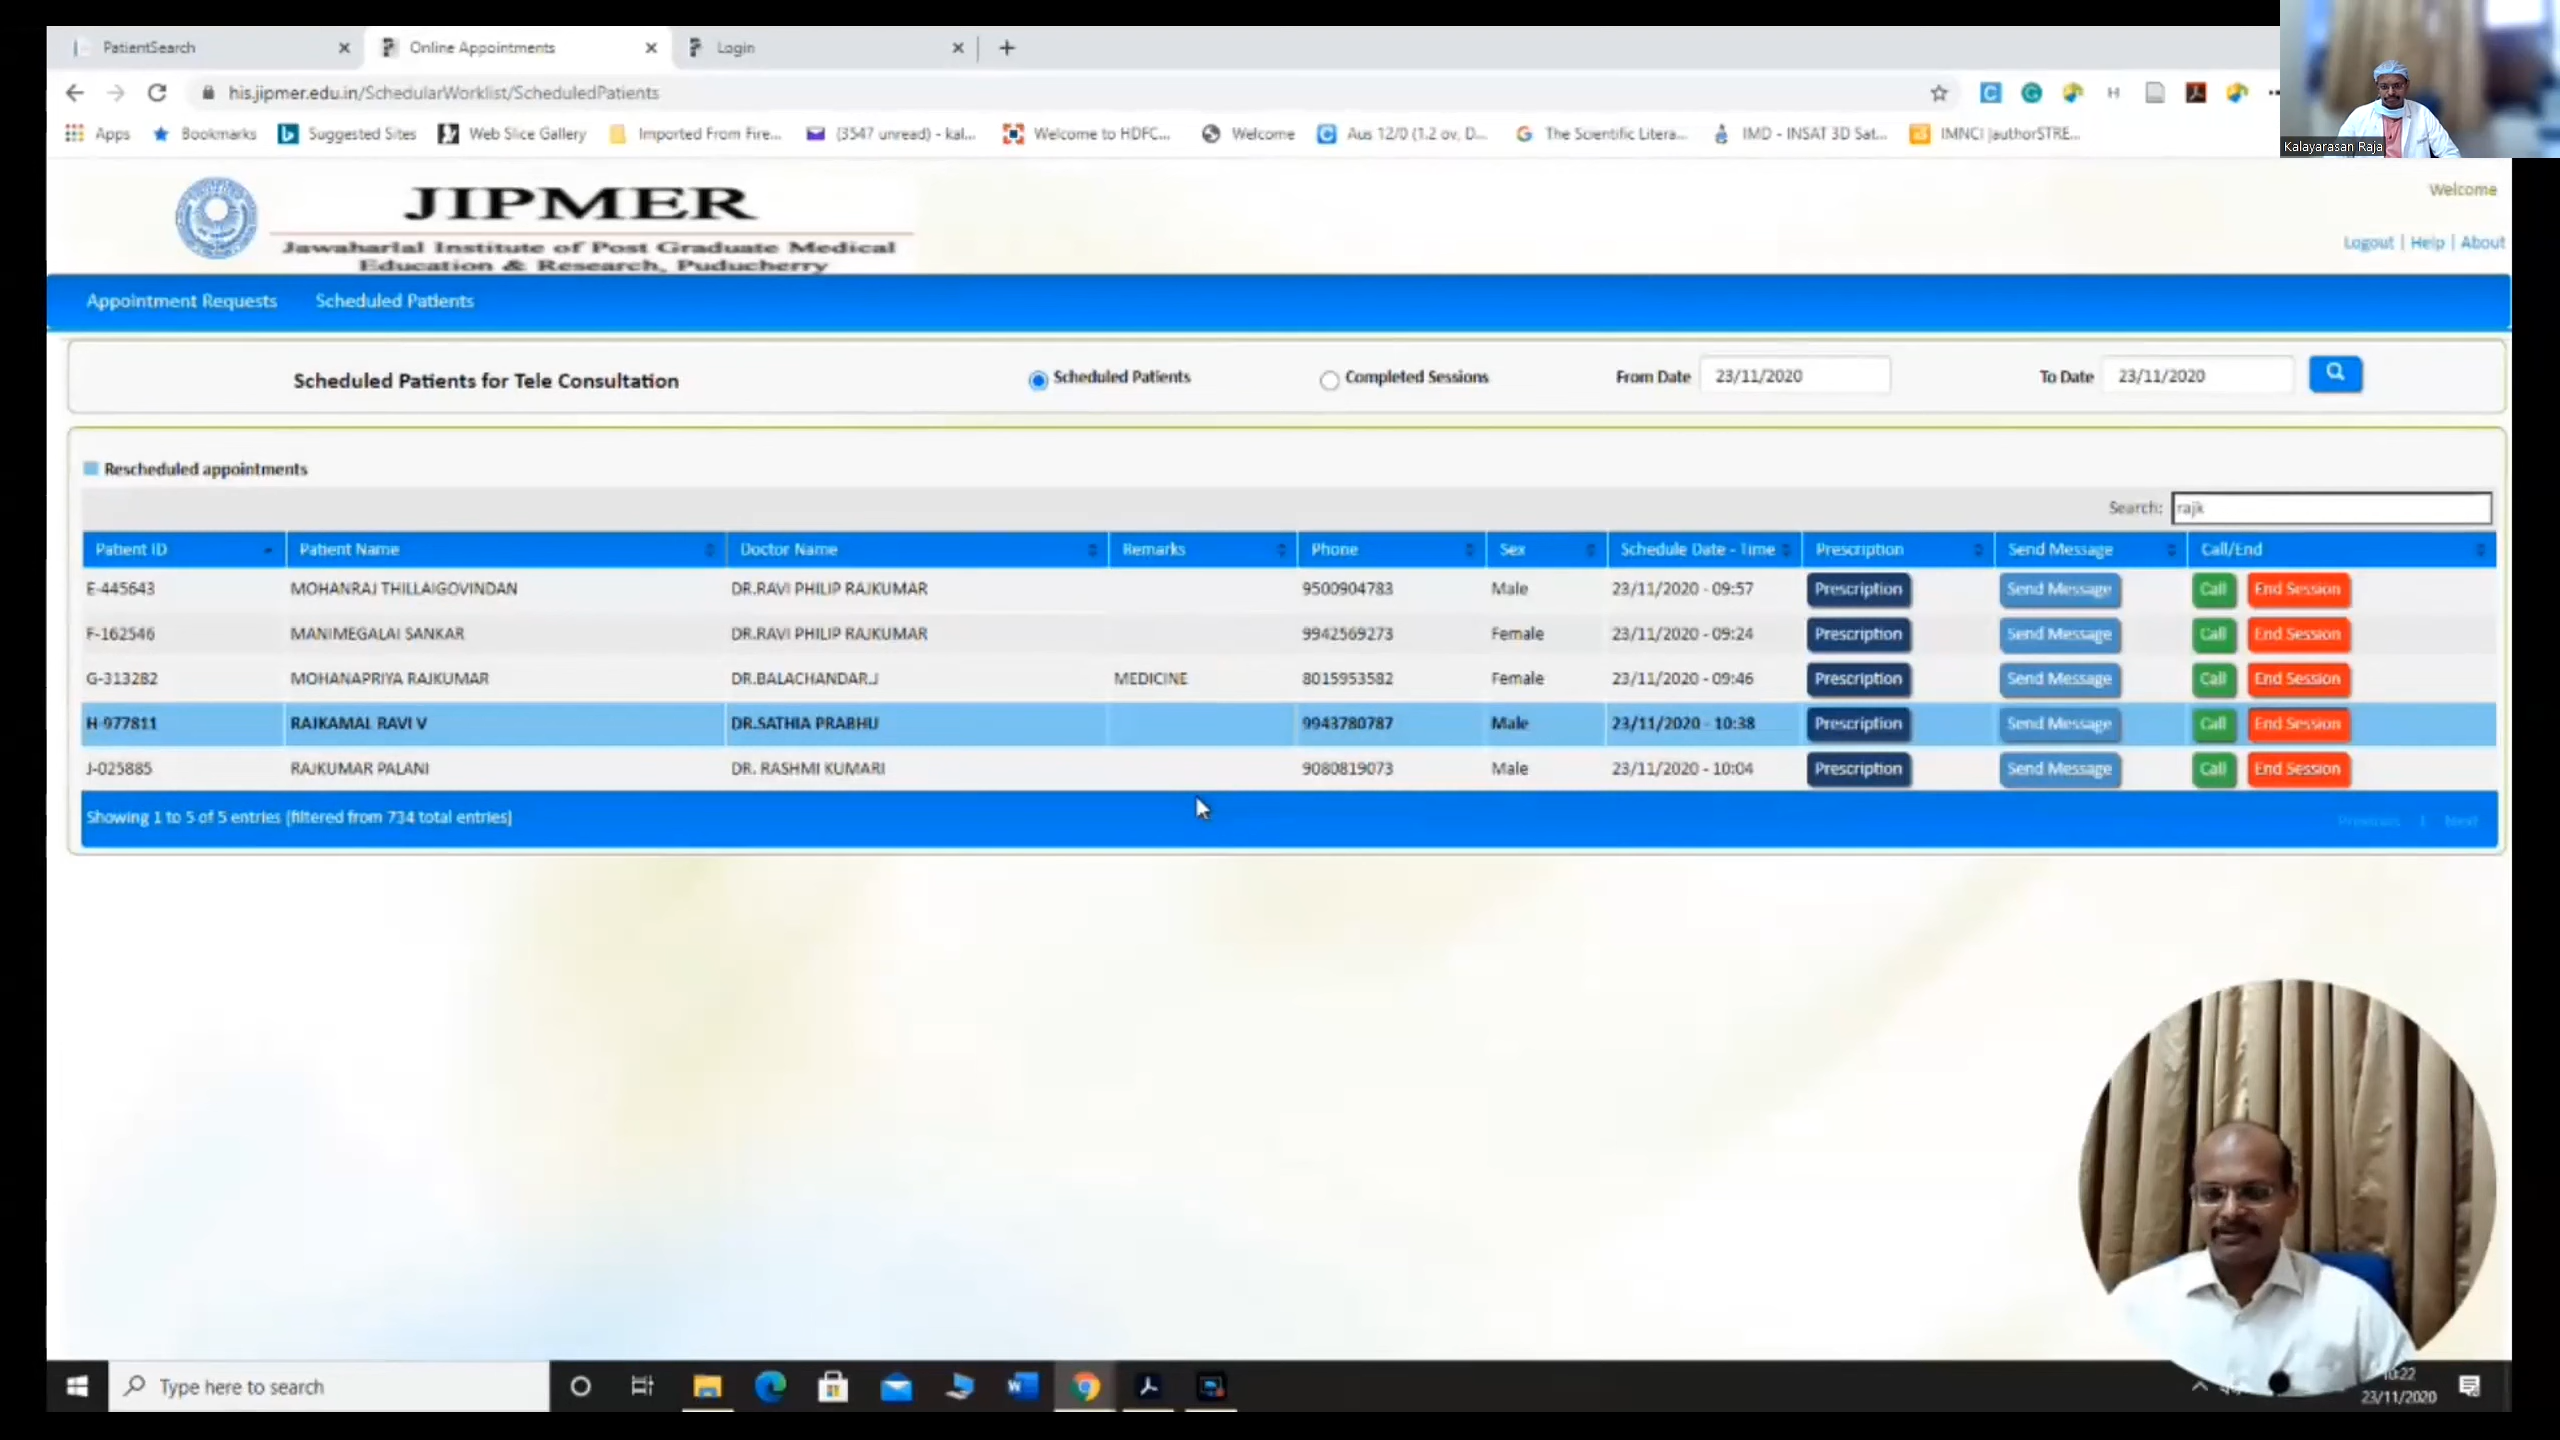 PatientSearch
Online Appointments
Login
his.jipmer.edu.in/SchedularWorklist/ScheduledPatients
Apps Bookmarks Suggested Sites Web Slice Gallery Imported From Fire... (3547 unread) - kal... Welcome to HDFC... Welcome Aus 12/0 (1.2 ov, D... The Scientific Litera... IMD - INSAT 3D Sat... IMNCI |authorSTRE...
Kalayarasan Raja
JIPMER
Jawaharlal Institute of Post Graduate Medical
Education & Research, Puducherry
Welcome
Logout | Help | About
Appointment Requests Scheduled Patients
Scheduled Patients for Tele Consultation Scheduled Patients Completed Sessions From Date 23/11/2020 To Date 23/11/2020
Rescheduled appointments
Search: rajk
Patient ID Patient Name Doctor Name Remarks Phone Sex Schedule Date - Time Prescription Send Message Call/End
E-445643 MOHANRAJ THILLAIGOVINDAN DR.RAVI PHILIP RAJKUMAR 9500904783 Male 23/11/2020 - 09:57 Prescription Send Message Call End Session
F-162546 MANIMEGALAI SANKAR DR.RAVI PHILIP RAJKUMAR 9942569273 Female 23/11/2020 - 09:24 Prescription Send Message Call End Session
G-313282 MOHANAPRIYA RAJKUMAR DR.BALACHANDAR.J MEDICINE 8015953582 Female 23/11/2020 - 09:46 Prescription Send Message Call End Session
H-977811 RAJKAMAL RAVI V DR.SATHIA PRABHU 9943780787 Male 23/11/2020 - 10:38 Prescription Send Message Call End Session
J-025885 RAJKUMAR PALANI DR. RASHMI KUMARI 9080819073 Male 23/11/2020 - 10:04 Prescription Send Message Call End Session
Showing 1 to 5 of 5 entries (filtered from 734 total entries) Previous 1 Next
Type here to search
23/11/2020